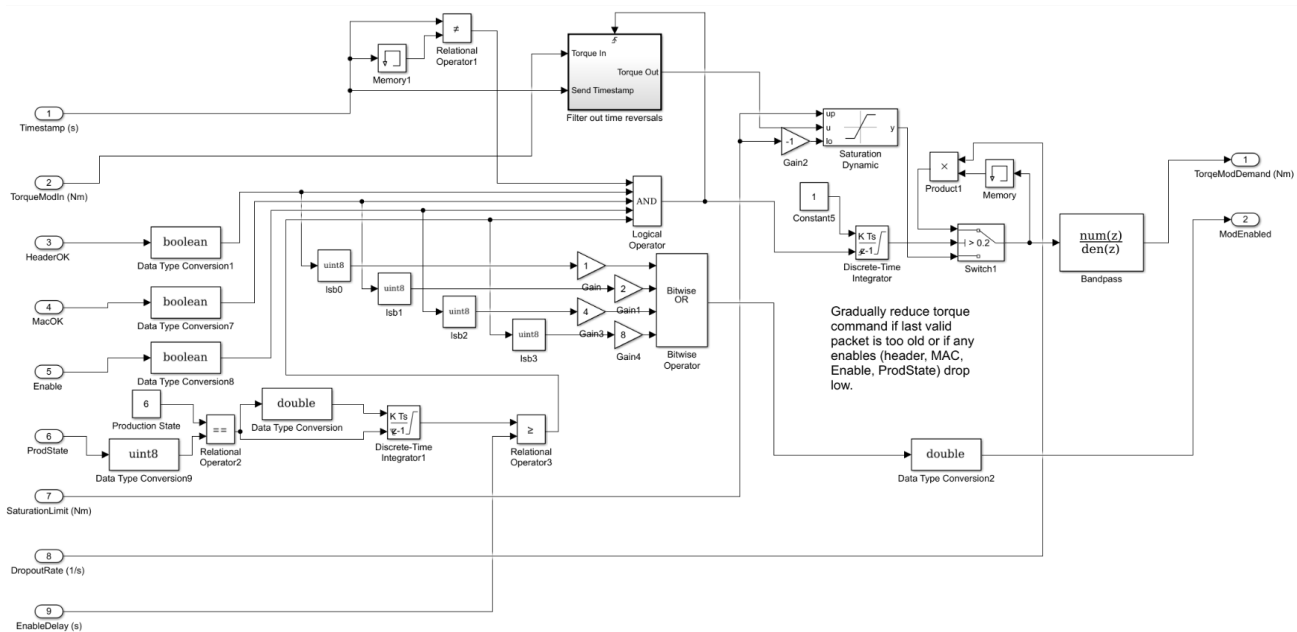 ≠
Relational
Operator1
Memory1
Torque In
Torque Out
Send Timestamp
Filter out time reversals
1
Timestamp (s)
2
TorqueModIn (Nm)
3
HeaderOK
boolean
Data Type Conversion1
4
MacOK
boolean
Data Type Conversion7
5
Enable
boolean
Data Type Conversion8
6
Production State
6
ProdState
uint8
Data Type Conversion9
==
Relational
Operator2
double
Data Type Conversion
K Ts
z-1
Discrete-Time
Integrator1
≥
Relational
Operator3
7
SaturationLimit (Nm)
8
DropoutRate (1/s)
9
EnableDelay (s)
AND
Logical
Operator
uint8
lsb0
uint8
lsb1
uint8
lsb2
uint8
lsb3
1
Gain
2
Gain1
4
Gain3
8
Gain4
Bitwise
OR
Bitwise
Operator
-1
Gain2
up
u
lo
y
Saturation
Dynamic
1
Constant5
K Ts
z-1
Discrete-Time
Integrator
×
Product1
Memory
> 0.2
Switch1
num(z)
den(z)
Bandpass
1
TorqeModDemand (Nm)
2
ModEnabled
Gradually reduce torque
command if last valid
packet is too old or if any
enables (header, MAC,
Enable, ProdState) drop
low.
double
Data Type Conversion2